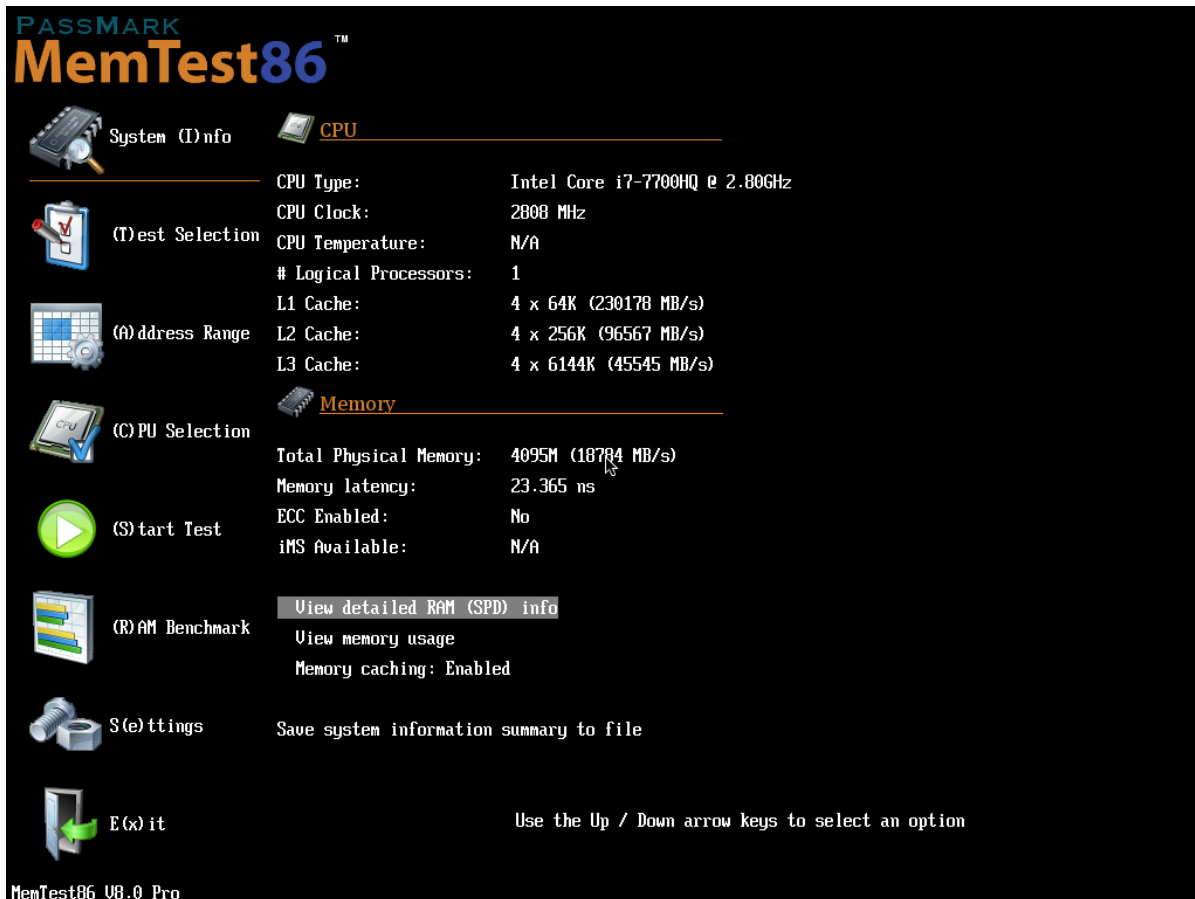 PASSMARK
MemTest86™
System (I)nfo
(T)est Selection
(A)ddress Range
(C)PU Selection
(S)tart Test
(R)AM Benchmark
S(e)ttings
E(x)it
CPU
CPU Type: Intel Core i7-7700HQ @ 2.80GHz
CPU Clock: 2808 MHz
CPU Temperature: N/A
# Logical Processors: 1
L1 Cache: 4 x 64K (230178 MB/s)
L2 Cache: 4 x 256K (96567 MB/s)
L3 Cache: 4 x 6144K (45545 MB/s)
Memory
Total Physical Memory: 4095M (18784 MB/s)
Memory latency: 23.365 ns
ECC Enabled: No
iMS Available: N/A
View detailed RAM (SPD) info
View memory usage
Memory caching: Enabled
Save system information summary to file
Use the Up / Down arrow keys to select an option
MemTest86 V8.0 Pro